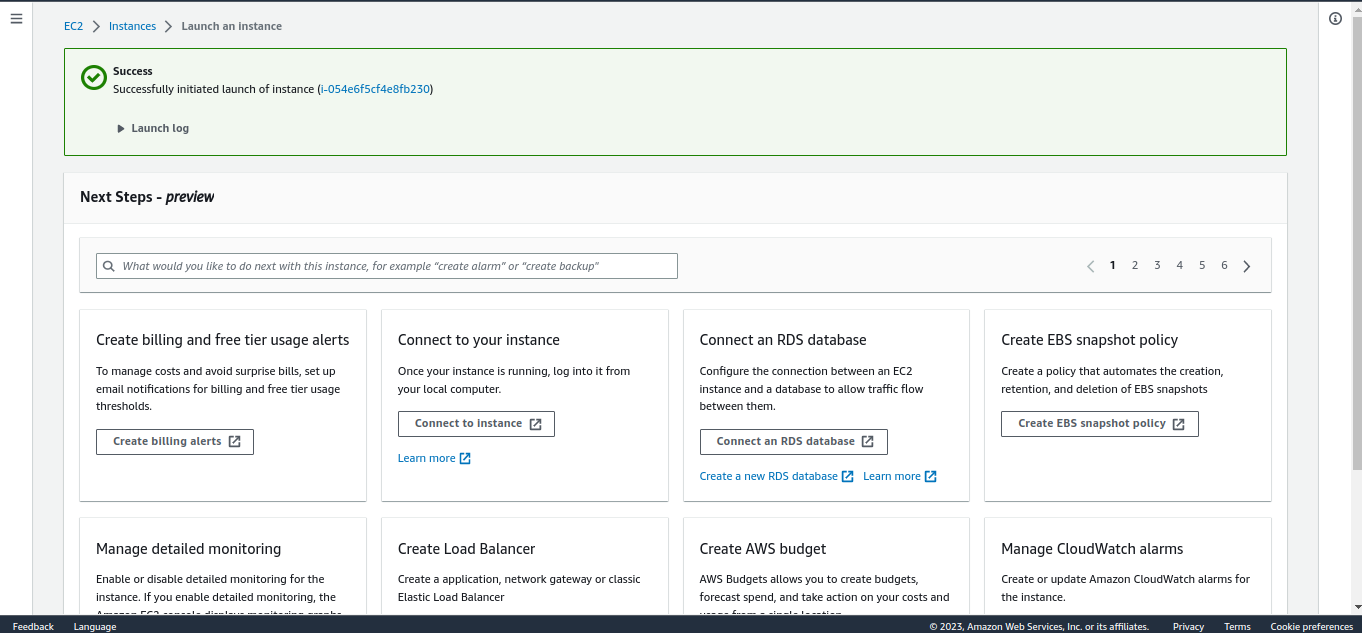 EC2 > Instances > Launch an instance
Success
Successfully initiated launch of instance (i-054e6f5cf4e8fb230)
Launch log
Next Steps - preview
What would you like to do next with this instance, for example “create alarm” or “create backup”
1 2 3 4 5 6
Create billing and free tier usage alerts
To manage costs and avoid surprise bills, set up
email notifications for billing and free tier usage
thresholds.
Create billing alerts
Connect to your instance
Once your instance is running, log into it from
your local computer.
Connect to instance
Learn more
Connect an RDS database
Configure the connection between an EC2
instance and a database to allow traffic flow
between them.
Connect an RDS database
Create a new RDS database Learn more
Create EBS snapshot policy
Create a policy that automates the creation,
retention, and deletion of EBS snapshots
Create EBS snapshot policy
Manage detailed monitoring
Enable or disable detailed monitoring for the
instance. If you enable detailed monitoring, the
Amazon EC2 console displays monitoring graphs
Create Load Balancer
Create a application, network gateway or classic
Elastic Load Balancer
Create AWS budget
AWS Budgets allows you to create budgets,
forecast spend, and take action on your costs and
usage from a single location.
Manage CloudWatch alarms
Create or update Amazon CloudWatch alarms for
the instance.
Feedback Language © 2023, Amazon Web Services, Inc. or its affiliates. Privacy Terms Cookie preferences